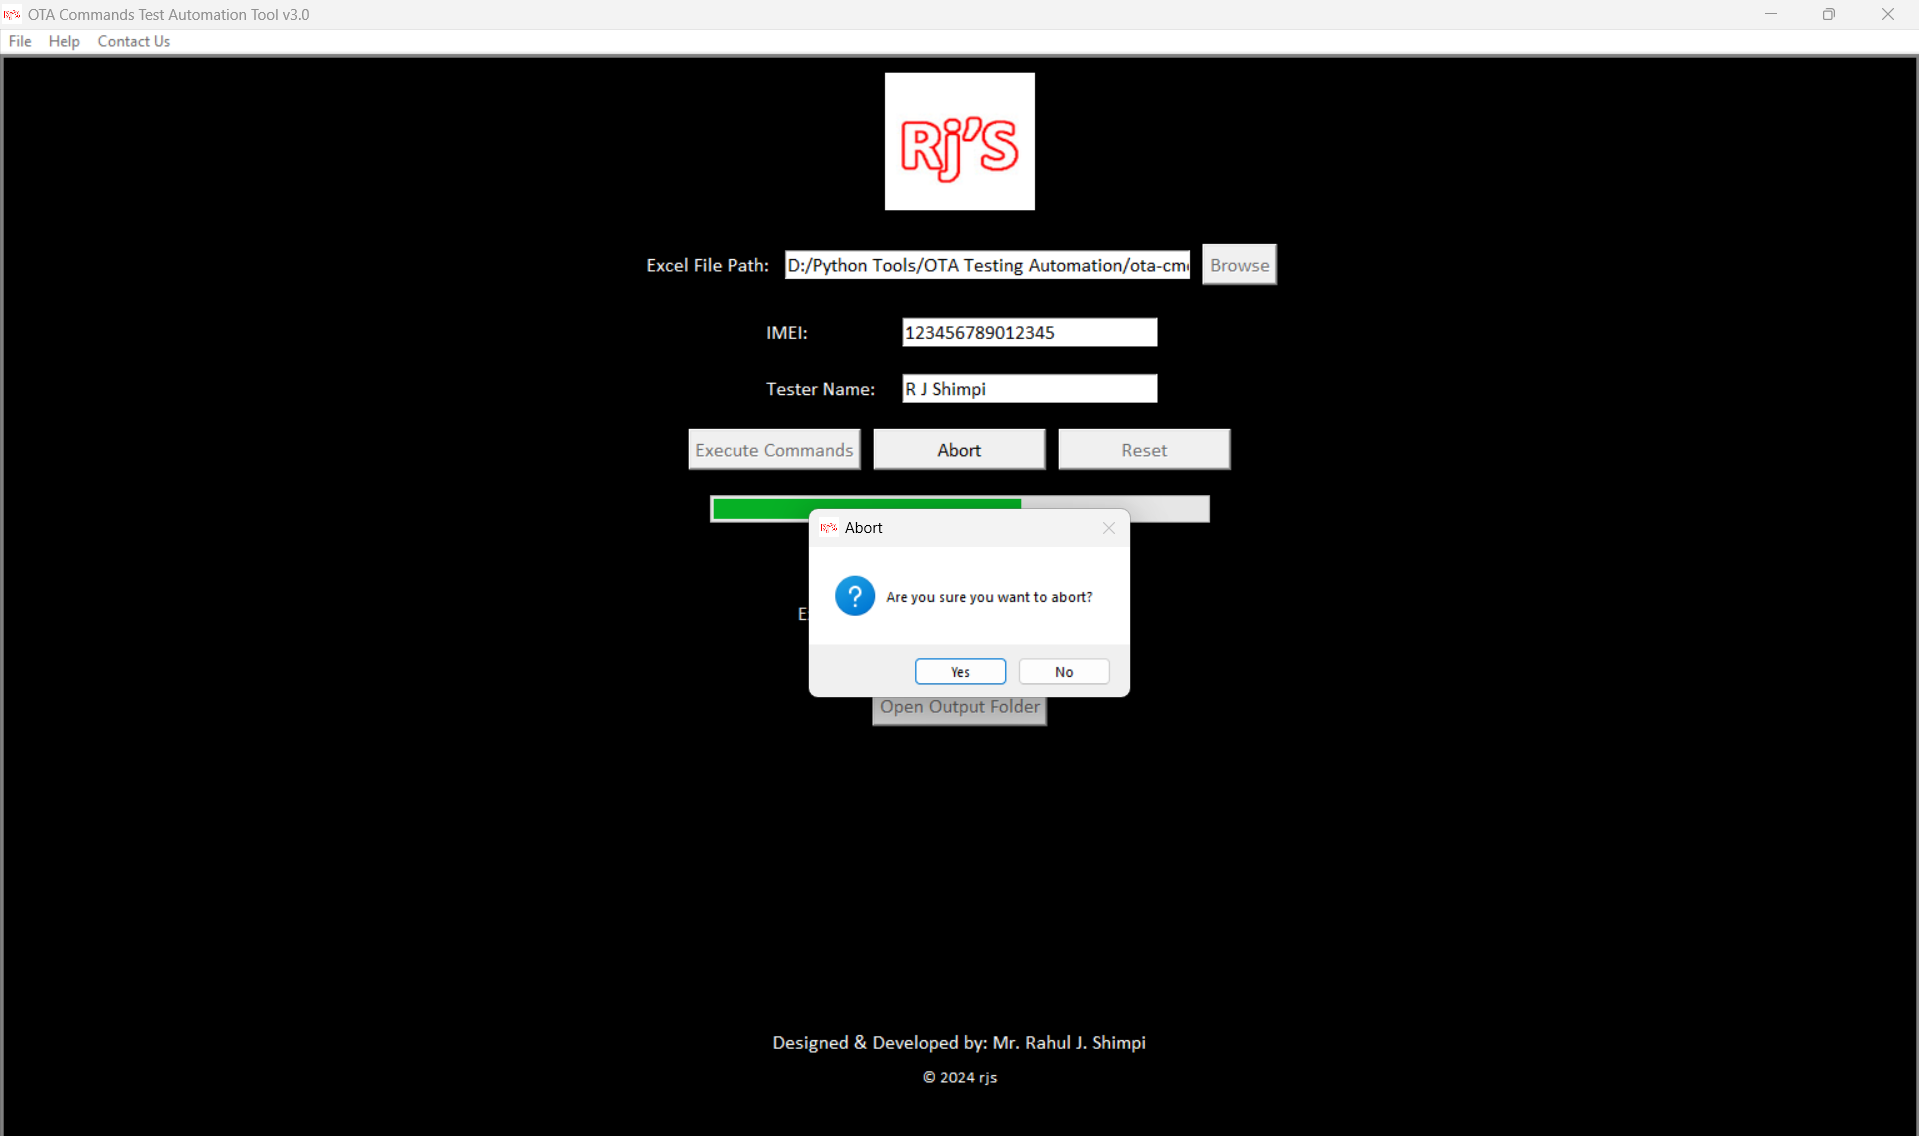 OTA Commands Test Automation Tool v3.0
File Help Contact Us
Rj'S
Excel File Path: D:/Python Tools/OTA Testing Automation/ota-cm Browse
IMEI: 123456789012345
Tester Name: R J Shimpi
Execute Commands Abort Reset
Abort
Are you sure you want to abort?
Yes No
Open Output Folder
Designed & Developed by: Mr. Rahul J. Shimpi
© 2024 rjs